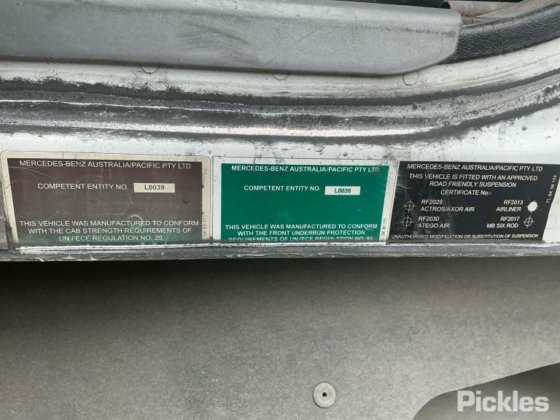 MERCEDES-BENZ AUSTRALIA/PACIFIC PTY LTD
COMPETENT ENTITY NO. L0039
THIS VEHICLE WAS MANUFACTURED TO CONFORM
WITH THE CAB STRENGTH REQUIREMENTS OF
UN / ECE REGULATION NO. 29.
MERCEDES-BENZ AUSTRALIA/PACIFIC PTY LTD
COMPETENT ENTITY NO. L0039
THIS VEHICLE WAS MANUFACTURED TO CONFORM
WITH THE FRONT UNDERRUN PROTECTION
REQUIREMENTS OF UN/ECE REGULATION NO. 93
MERCEDES-BENZ AUSTRALIA/PACIFIC PTY LTD
THIS VEHICLE IS FITTED WITH AN APPROVED
ROAD FRIENDLY SUSPENSION
CERTIFICATE No:-
RF2029 RF2013
ACTROS/AXOR AIR AIRLINER
RF2030 RF2017
ATEGO AIR MB SIX ROD
UNAUTHORISED MODIFICATION OR SUBSTITUTION OF SUSPENSION
Pickles